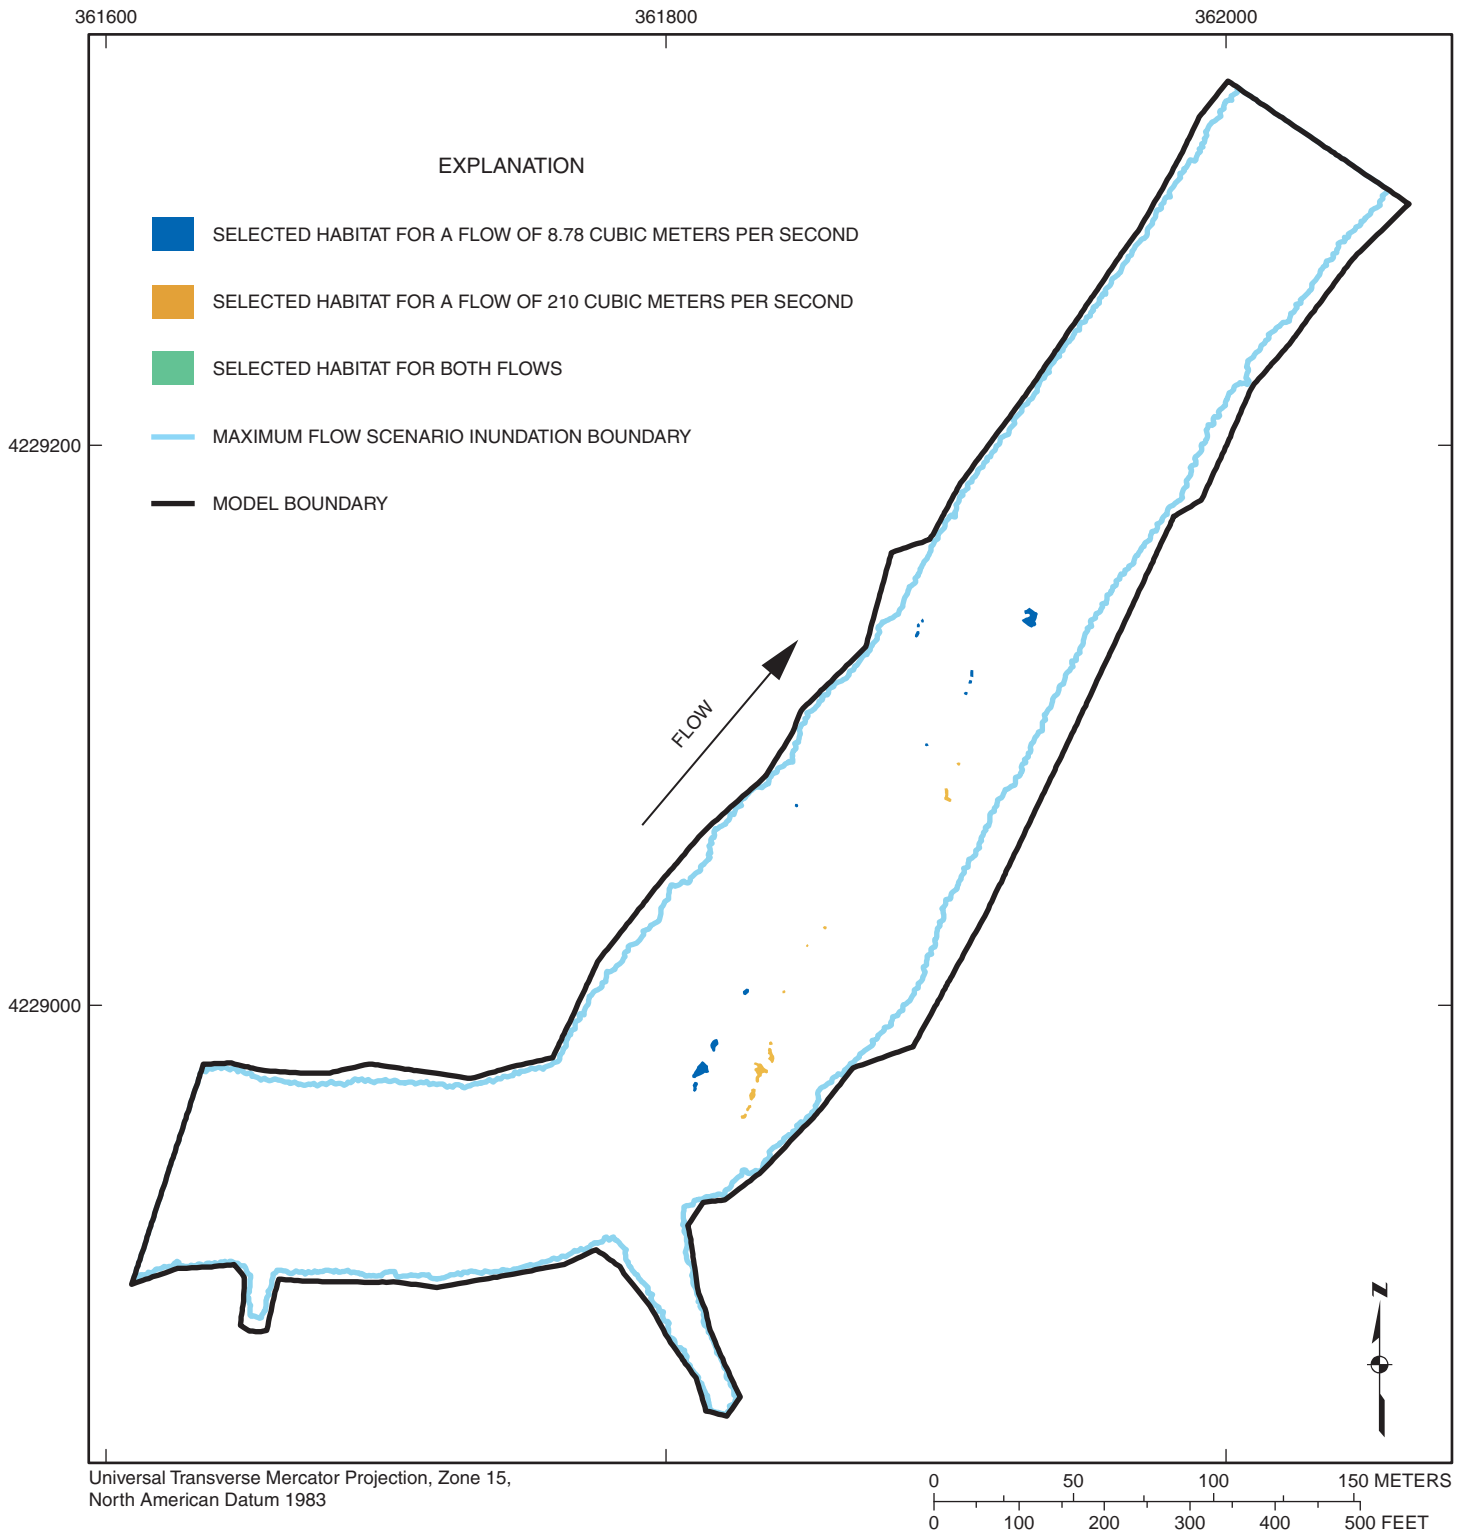 361600 361800 362000
EXPLANATION
SELECTED HABITAT FOR A FLOW OF 8.78 CUBIC METERS PER SECOND
SELECTED HABITAT FOR A FLOW OF 210 CUBIC METERS PER SECOND
SELECTED HABITAT FOR BOTH FLOWS
MAXIMUM FLOW SCENARIO INUNDATION BOUNDARY
4229200
MODEL BOUNDARY
FLOW
4229000
N
Universal Transverse Mercator Projection, Zone 15,
North American Datum 1983
0 50 100 150 METERS
0 100 200 300 400 500 FEET